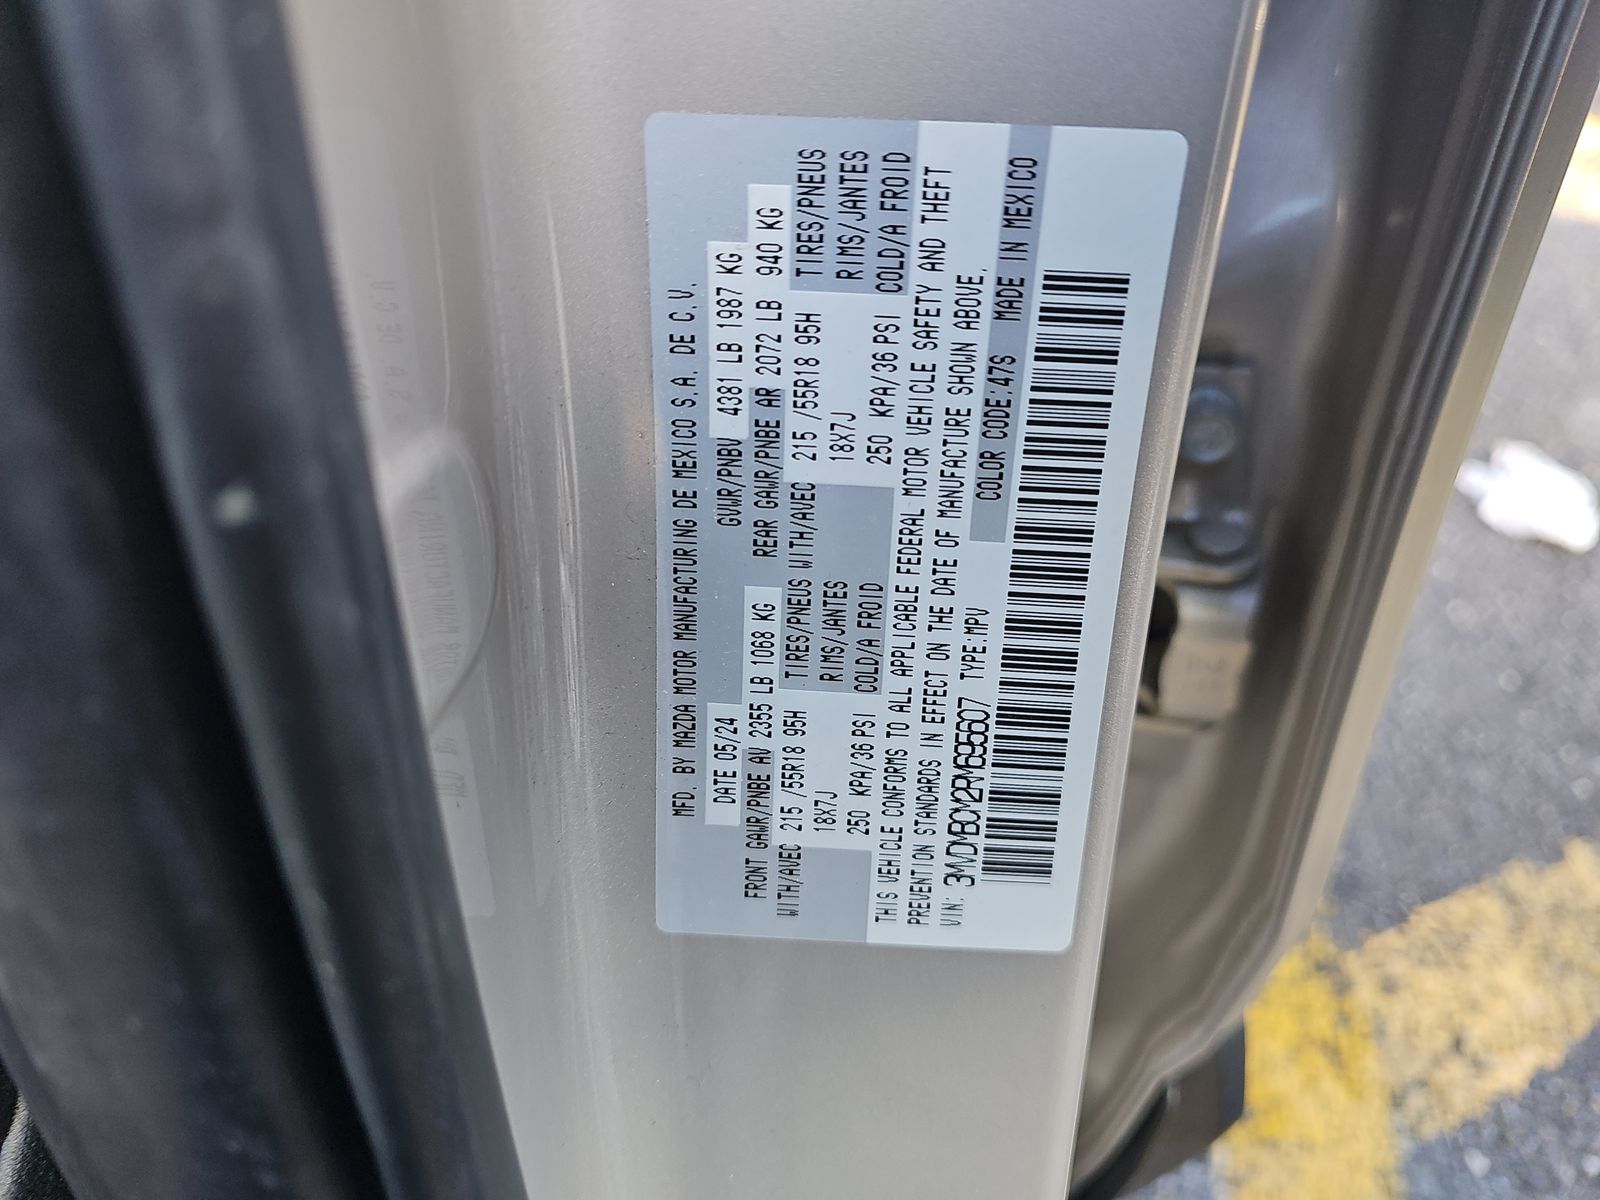 MFD. BY MAZDA MOTOR MANUFACTURING DE MEXICO S.A. DE C.V.
DATE 05/24 GVWR/PNBV 4381 LB 1987 KG
FRONT GAWR/PNBE AV 2355 LB 1068 KG REAR GAWR/PNBE AR 2072 LB 940 KG
WITH/AVEC 215 /55R18 95H TIRES/PNEUS WITH/AVEC 215 /55R18 95H TIRES/PNEUS
18X7J RIMS/JANTES 18X7J RIMS/JANTES
250 KPA/36 PSI COLD/A FROID 250 KPA/36 PSI COLD/A FROID
THIS VEHICLE CONFORMS TO ALL APPLICABLE FEDERAL MOTOR VEHICLE SAFETY AND THEFT
PREVENTION STANDARDS IN EFFECT ON THE DATE OF MANUFACTURE SHOWN ABOVE.
VIN: 3MVDMBCM2RM695607 TYPE:MPV COLOR CODE:47S MADE IN MEXICO